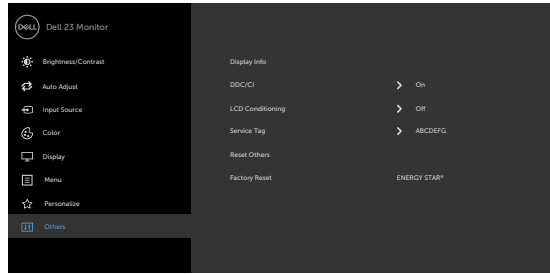 DELL Dell 23 Monitor
Brightness/Contrast
Auto Adjust
Input Source
Color
Display
Menu
Personalize
Others
Display Info
DDC/CI On
LCD Conditioning Off
Service Tag ABCDEFG
Reset Others
Factory Reset ENERGY STAR®